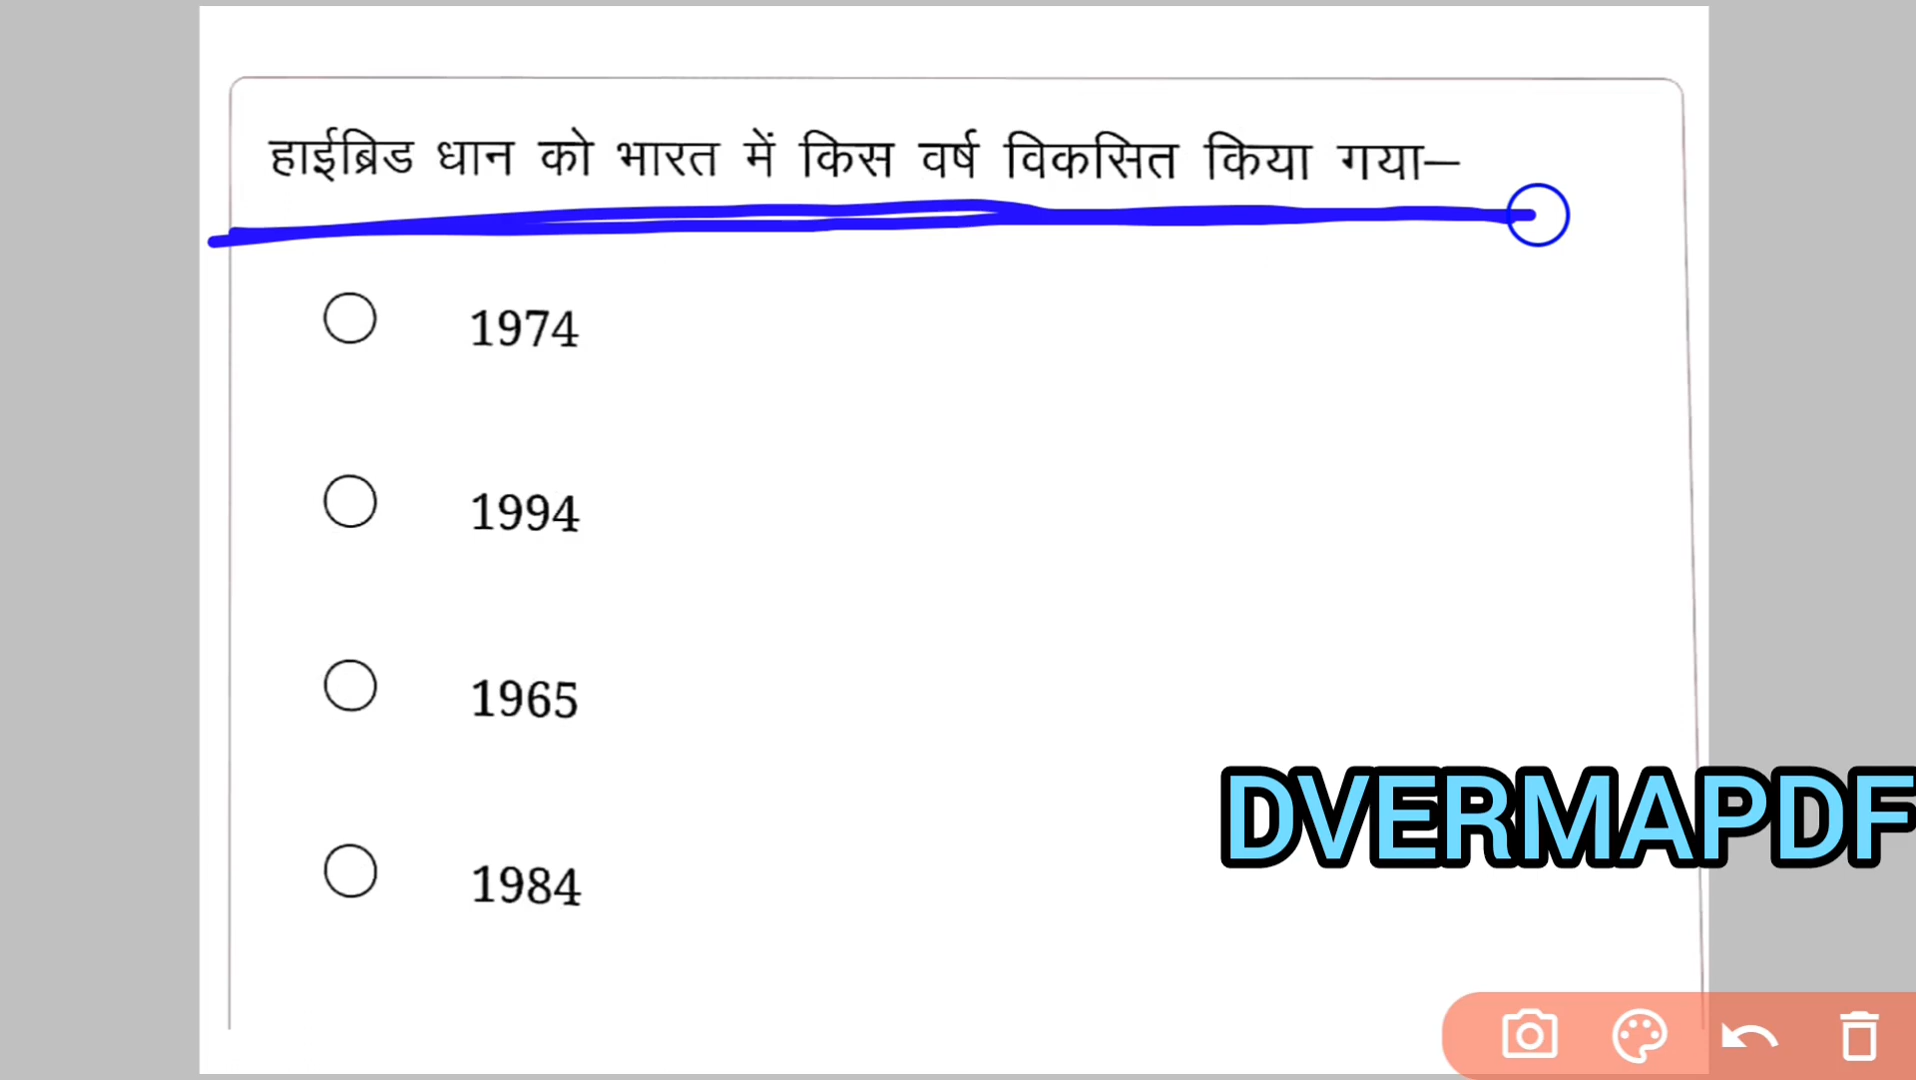 हाईब्रिड धान को भारत में किस वर्ष विकसित किया गया—
1974
1994
1965
1984
DVERMAPDF